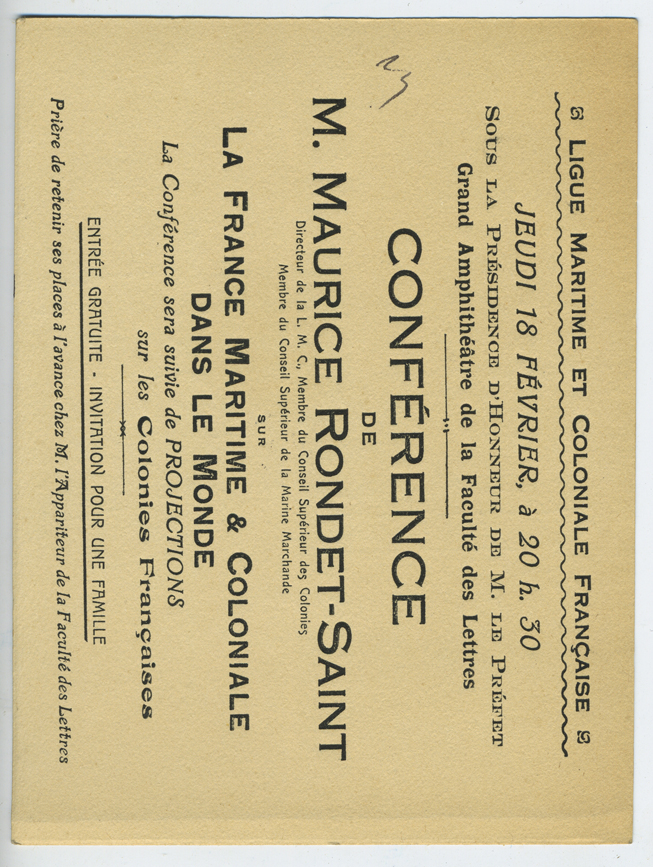 LIGUE MARITIME ET COLONIALE FRANÇAISE
JEUDI 18 FÉVRIER, à 20 h. 30
SOUS LA PRÉSIDENCE D'HONNEUR DE M. LE PRÉFET
Grand Amphithéâtre de la Faculté des Lettres
CONFÉRENCE
DE
M. MAURICE RONDET-SAINT
Directeur de la L. M. C., Membre du Conseil Supérieur des Colonies
Membre du Conseil Supérieur de la Marine Marchande
SUR
LA FRANCE MARITIME & COLONIALE
DANS LE MONDE
La Conférence sera suivie de PROJECTIONS
sur les Colonies Françaises
ENTRÉE GRATUITE - INVITATION POUR UNE FAMILLE
Prière de retenir ses places à l'avance chez M. l'Appariteur de la Faculté des Lettres